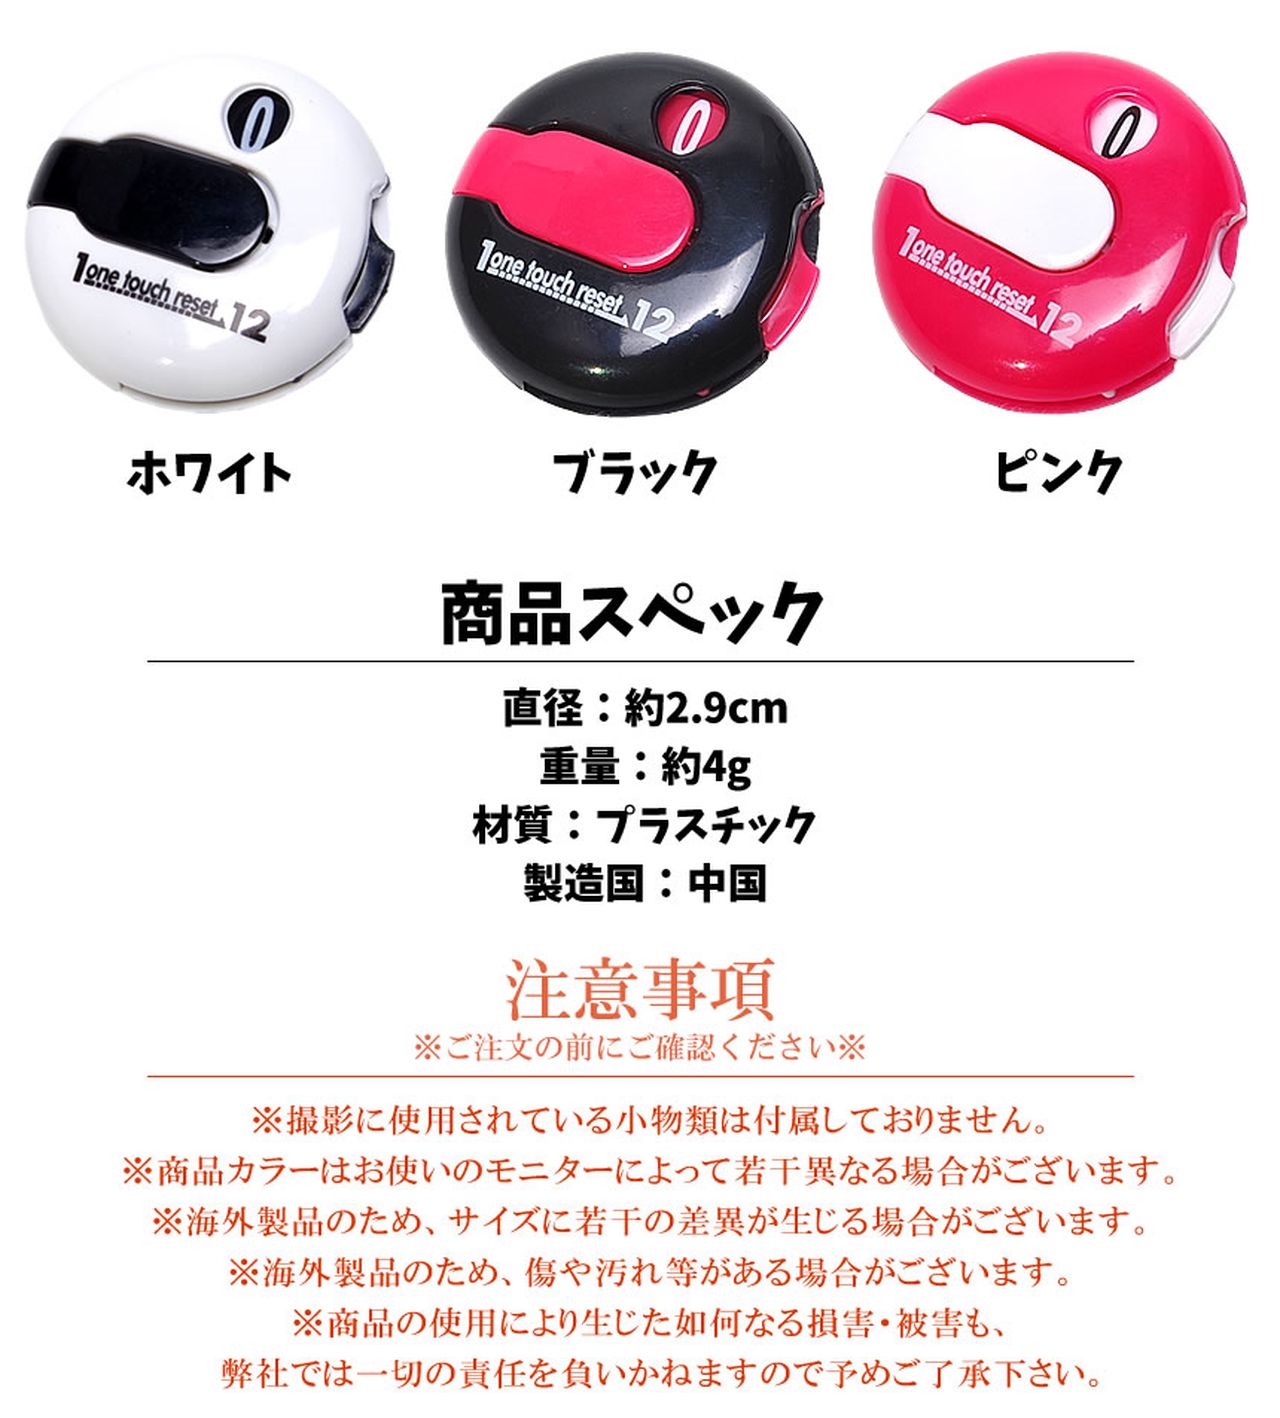 0
0
0
1one touch reset 12
1one touch reset 12
1one touch reset 12
ホワイト
ブラック
ピンク
商品スペック
直径：約2.9cm
重量：約4g
材質：プラスチック
製造国：中国
注意事項
※ご注文の前にご確認ください※
※撮影に使用されている小物類は付属しておりません。
※商品カラーはお使いのモニターによって若干異なる場合がございます。
※海外製品のため、サイズに若干の差異が生じる場合がございます。
※海外製品のため、傷や汚れ等がある場合がございます。
※商品の使用により生じた如何なる損害・被害も、
弊社では一切の責任を負いかねますので予めご了承下さい。